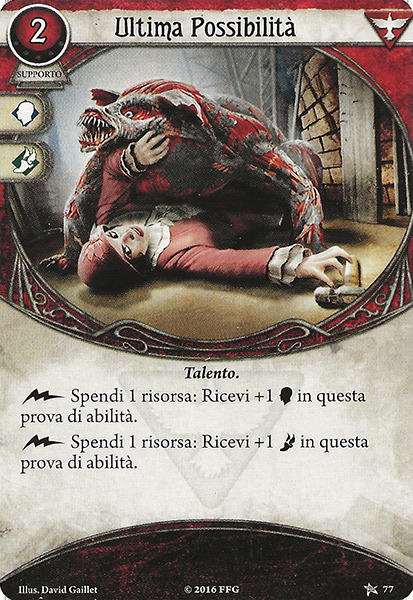 2
Ultima Possibilità
SUPPORTO
Talento.
Spendi 1 risorsa: Ricevi +1 in questa
prova di abilità.
Spendi 1 risorsa: Ricevi +1 in questa
prova di abilità.
Illus. David Gaillet © 2016 FFG 77